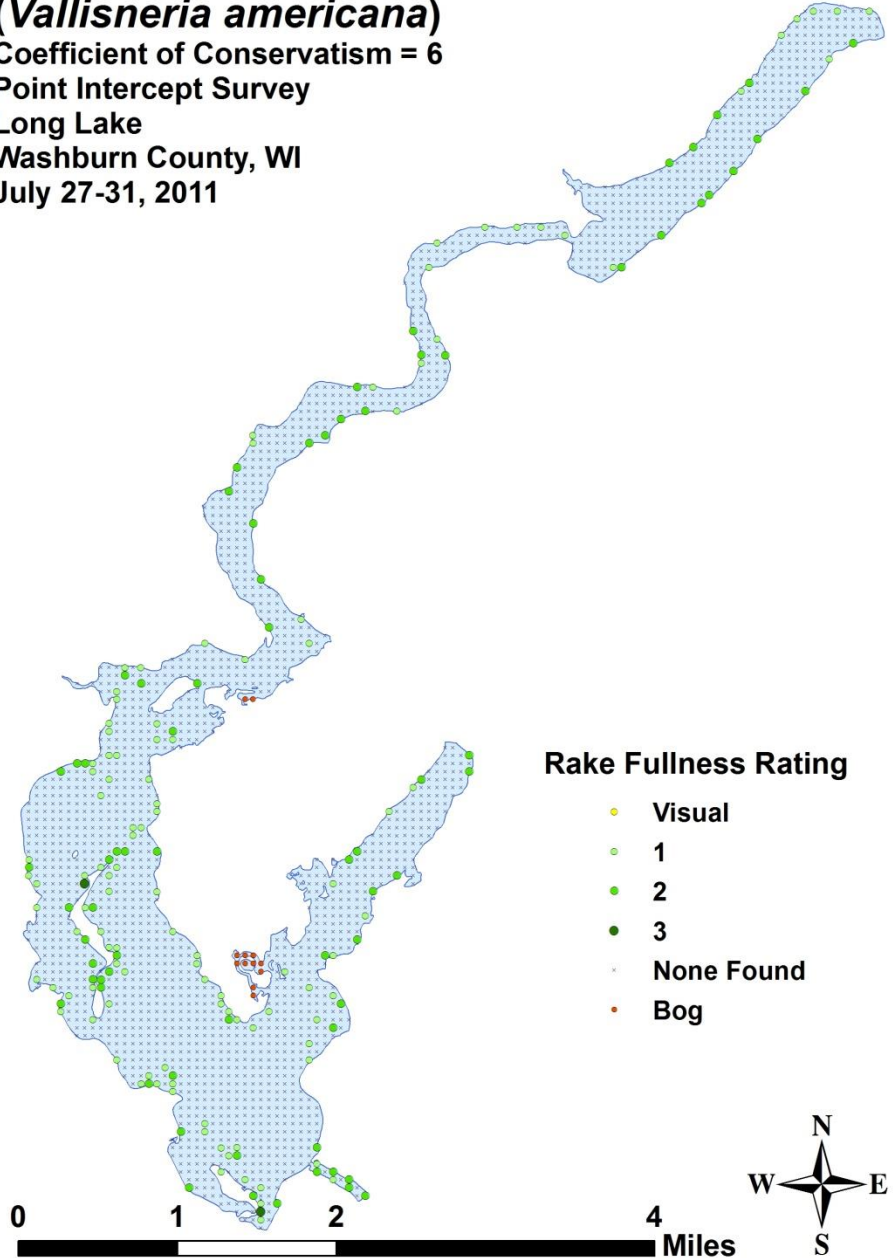 (Vallisneria americana)
Coefficient of Conservatism = 6
Point Intercept Survey
Long Lake
Washburn County, WI
July 27-31, 2011
Rake Fullness Rating
Visual
1
2
3
None Found
Bog
N
W E
S
0 1 2 4
Miles